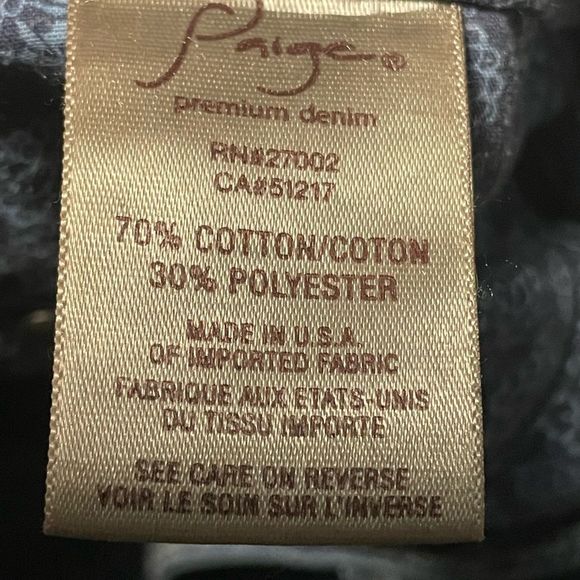 Paige®
premium denim
RN#27002
CA#51217
70% COTTON/COTON
30% POLYESTER
MADE IN U.S.A.
OF IMPORTED FABRIC
FABRIQUE AUX ETATS-UNIS
DU TISSU IMPORTE
SEE CARE ON REVERSE
VOIR LE SOIN SUR L'INVERSE